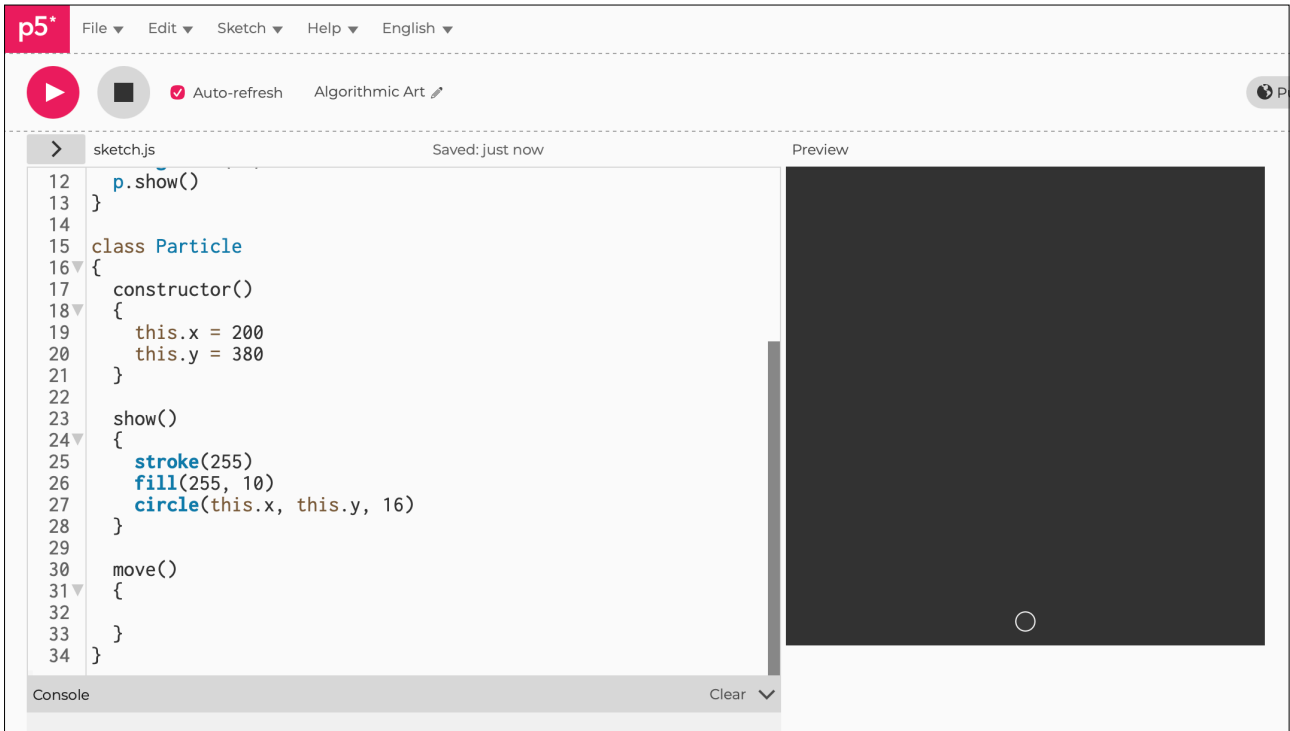 p5* File Edit Sketch Help English
Auto-refresh Algorithmic Art
sketch.js Saved: just now Preview
12 p.show()
13 }
14
15 class Particle
16 {
17 constructor()
18 {
19 this.x = 200
20 this.y = 380
21 }
22
23 show()
24 {
25 stroke(255)
26 fill(255, 10)
27 circle(this.x, this.y, 16)
28 }
29
30 move()
31 {
32
33 }
34 }
Console Clear